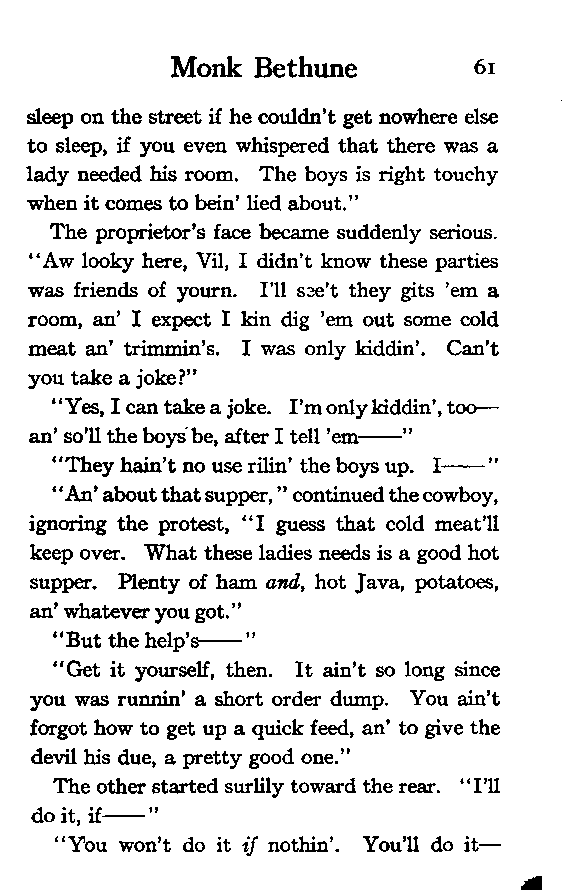 Monk Bethune 61
sleep on the street if he couldn't get nowhere else
to sleep, if you even whispered that there was a
lady needed his room. The boys is right touchy
when it comes to bein' lied about."
The proprietor's face became suddenly serious.
"Aw looky here, Vil, I didn't know these parties
was friends of yourn. I'll see't they gits 'em a
room, an' I expect I kin dig 'em out some cold
meat an' trimmin's. I was only kiddin'. Can't
you take a joke?"
"Yes, I can take a joke. I'm only kiddin', too—
an' so'll the boys be, after I tell 'em——"
"They hain't no use rilin' the boys up. I——"
"An' about that supper," continued the cowboy,
ignoring the protest, "I guess that cold meat'll
keep over. What these ladies needs is a good hot
supper. Plenty of ham and, hot Java, potatoes,
an' whatever you got."
"But the help's——"
"Get it yourself, then. It ain't so long since
you was runnin' a short order dump. You ain't
forgot how to get up a quick feed, an' to give the
devil his due, a pretty good one."
The other started surlily toward the rear. "I'll
do it, if——"
"You won't do it if nothin'. You'll do it—